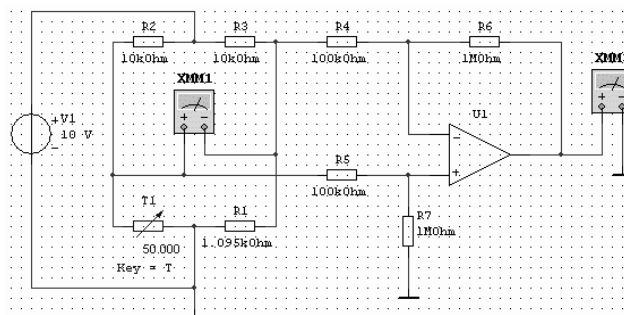 R2
R3
R4
R6
10kOhm
10kOhm
100kOhm
1MOhm
XMM1
XMM
V1
10 V
U1
R5
100kOhm
T1
R1
50.000
1.095kOhm
Key = T
R7
1MOhm